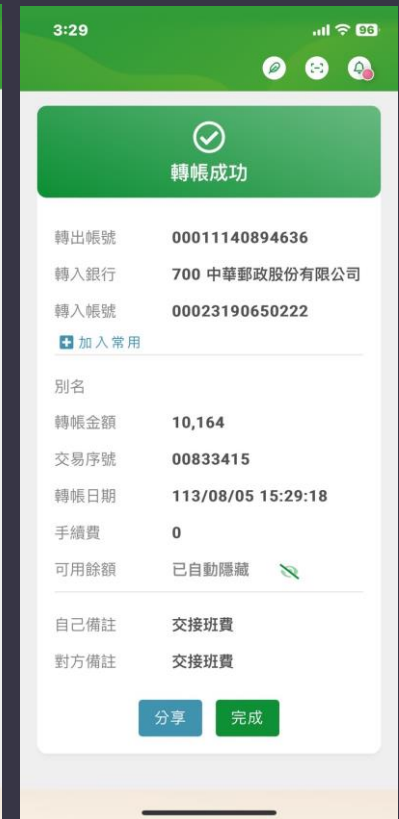 3:29 96
轉帳成功
轉出帳號 00011140894636
轉入銀行 700 中華郵政股份有限公司
轉入帳號 00023190650222
加入常用
別名
轉帳金額 10,164
交易序號 00833415
轉帳日期 113/08/05 15:29:18
手續費 0
可用餘額 已自動隱藏
自己備註 交接班費
對方備註 交接班費
分享 完成